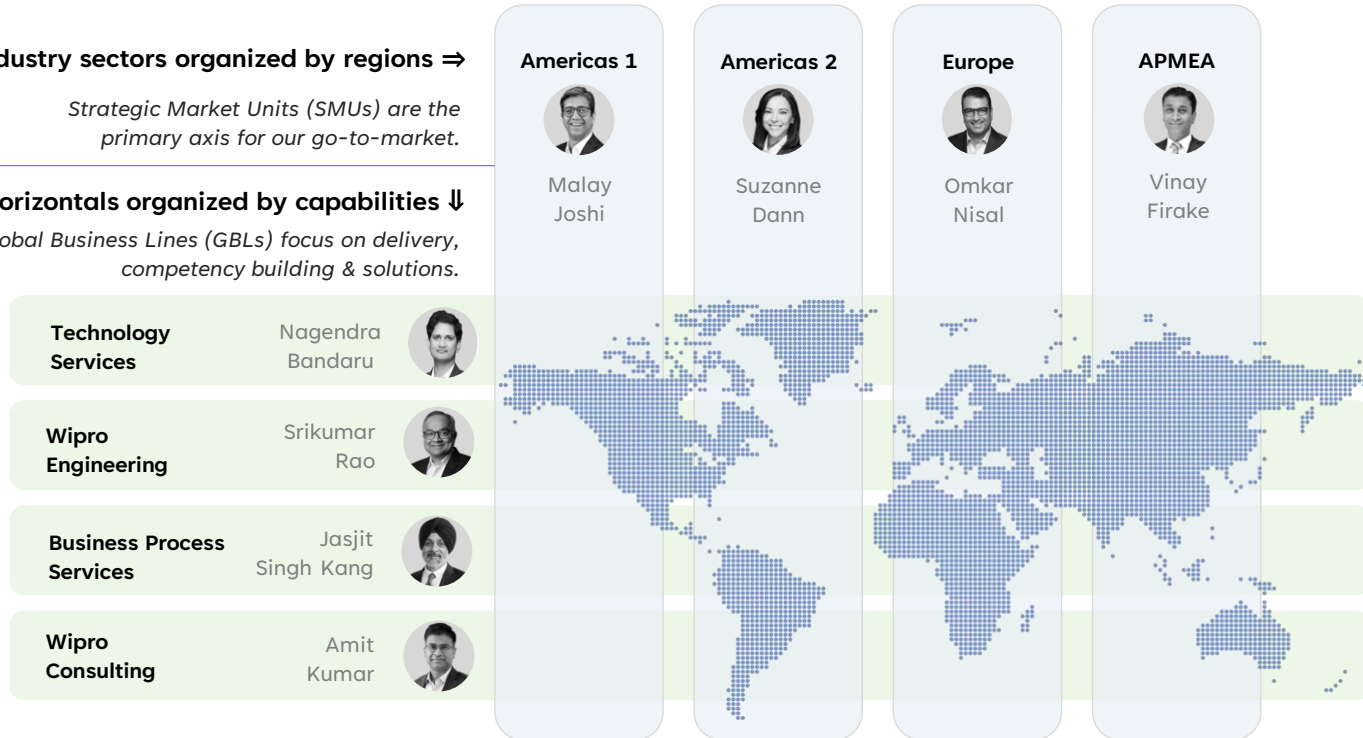 dustry sectors organized by regions ⇒
Strategic Market Units (SMUs) are the
primary axis for our go-to-market.
orizontals organized by capabilities ⇓
obal Business Lines (GBLs) focus on delivery,
competency building & solutions.
Americas 1
Malay
Joshi
Americas 2
Suzanne
Dann
Europe
Omkar
Nisal
APMEA
Vinay
Firake
Technology
Services
Nagendra
Bandaru
Wipro
Engineering
Srikumar
Rao
Business Process
Services
Jasjit
Singh Kang
Wipro
Consulting
Amit
Kumar